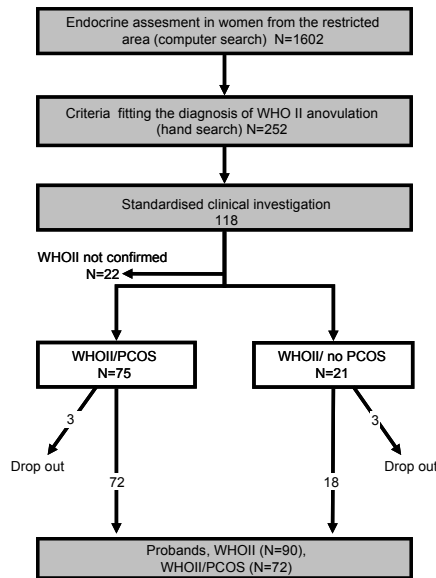 Endocrine assesment in women from the restricted
area (computer search) N=1602
Criteria fitting the diagnosis of WHO II anovulation
(hand search) N=252
Standardised clinical investigation
118
WHOII not confirmed
N=22
WHOII/PCOS
N=75
WHOII/ no PCOS
N=21
3
3
Drop out
Drop out
72
18
Probands, WHOII (N=90),
WHOII/PCOS (N=72)